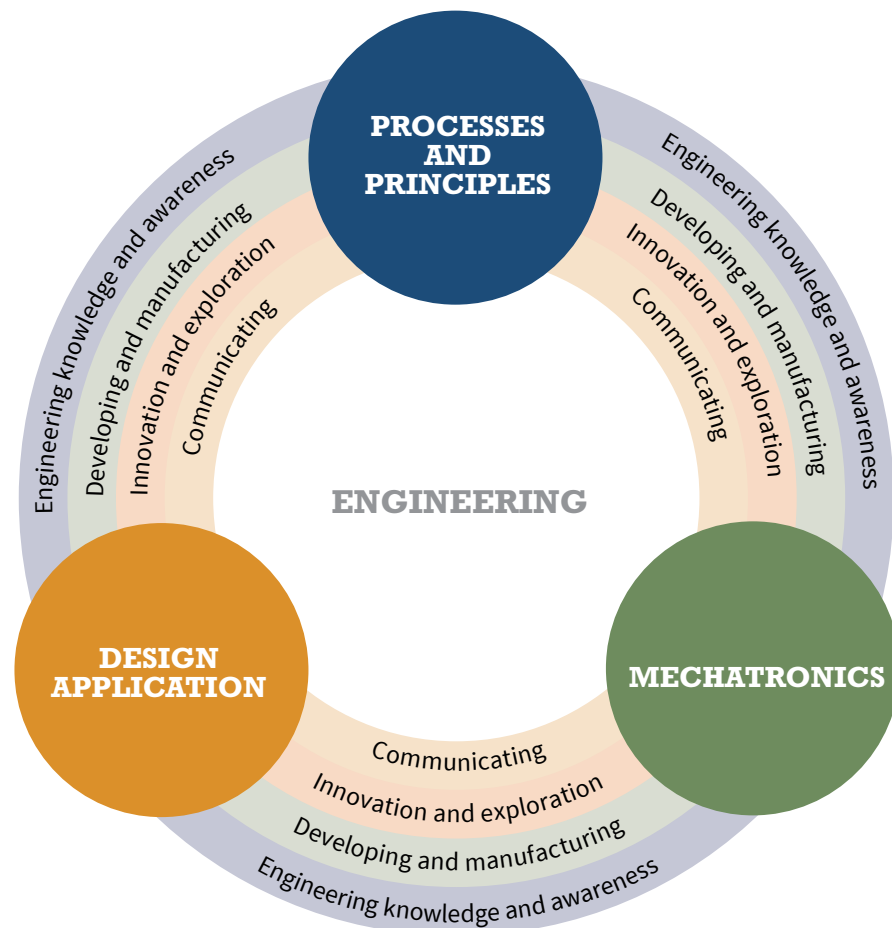 PROCESSES
AND
PRINCIPLES
Engineering knowledge and awareness
Developing and manufacturing
Innovation and exploration
Communicating
Engineering knowledge and awareness
Developing and manufacturing
Innovation and exploration
Communicating
ENGINEERING
DESIGN
APPLICATION
MECHATRONICS
Communicating
Innovation and exploration
Developing and manufacturing
Engineering knowledge and awareness